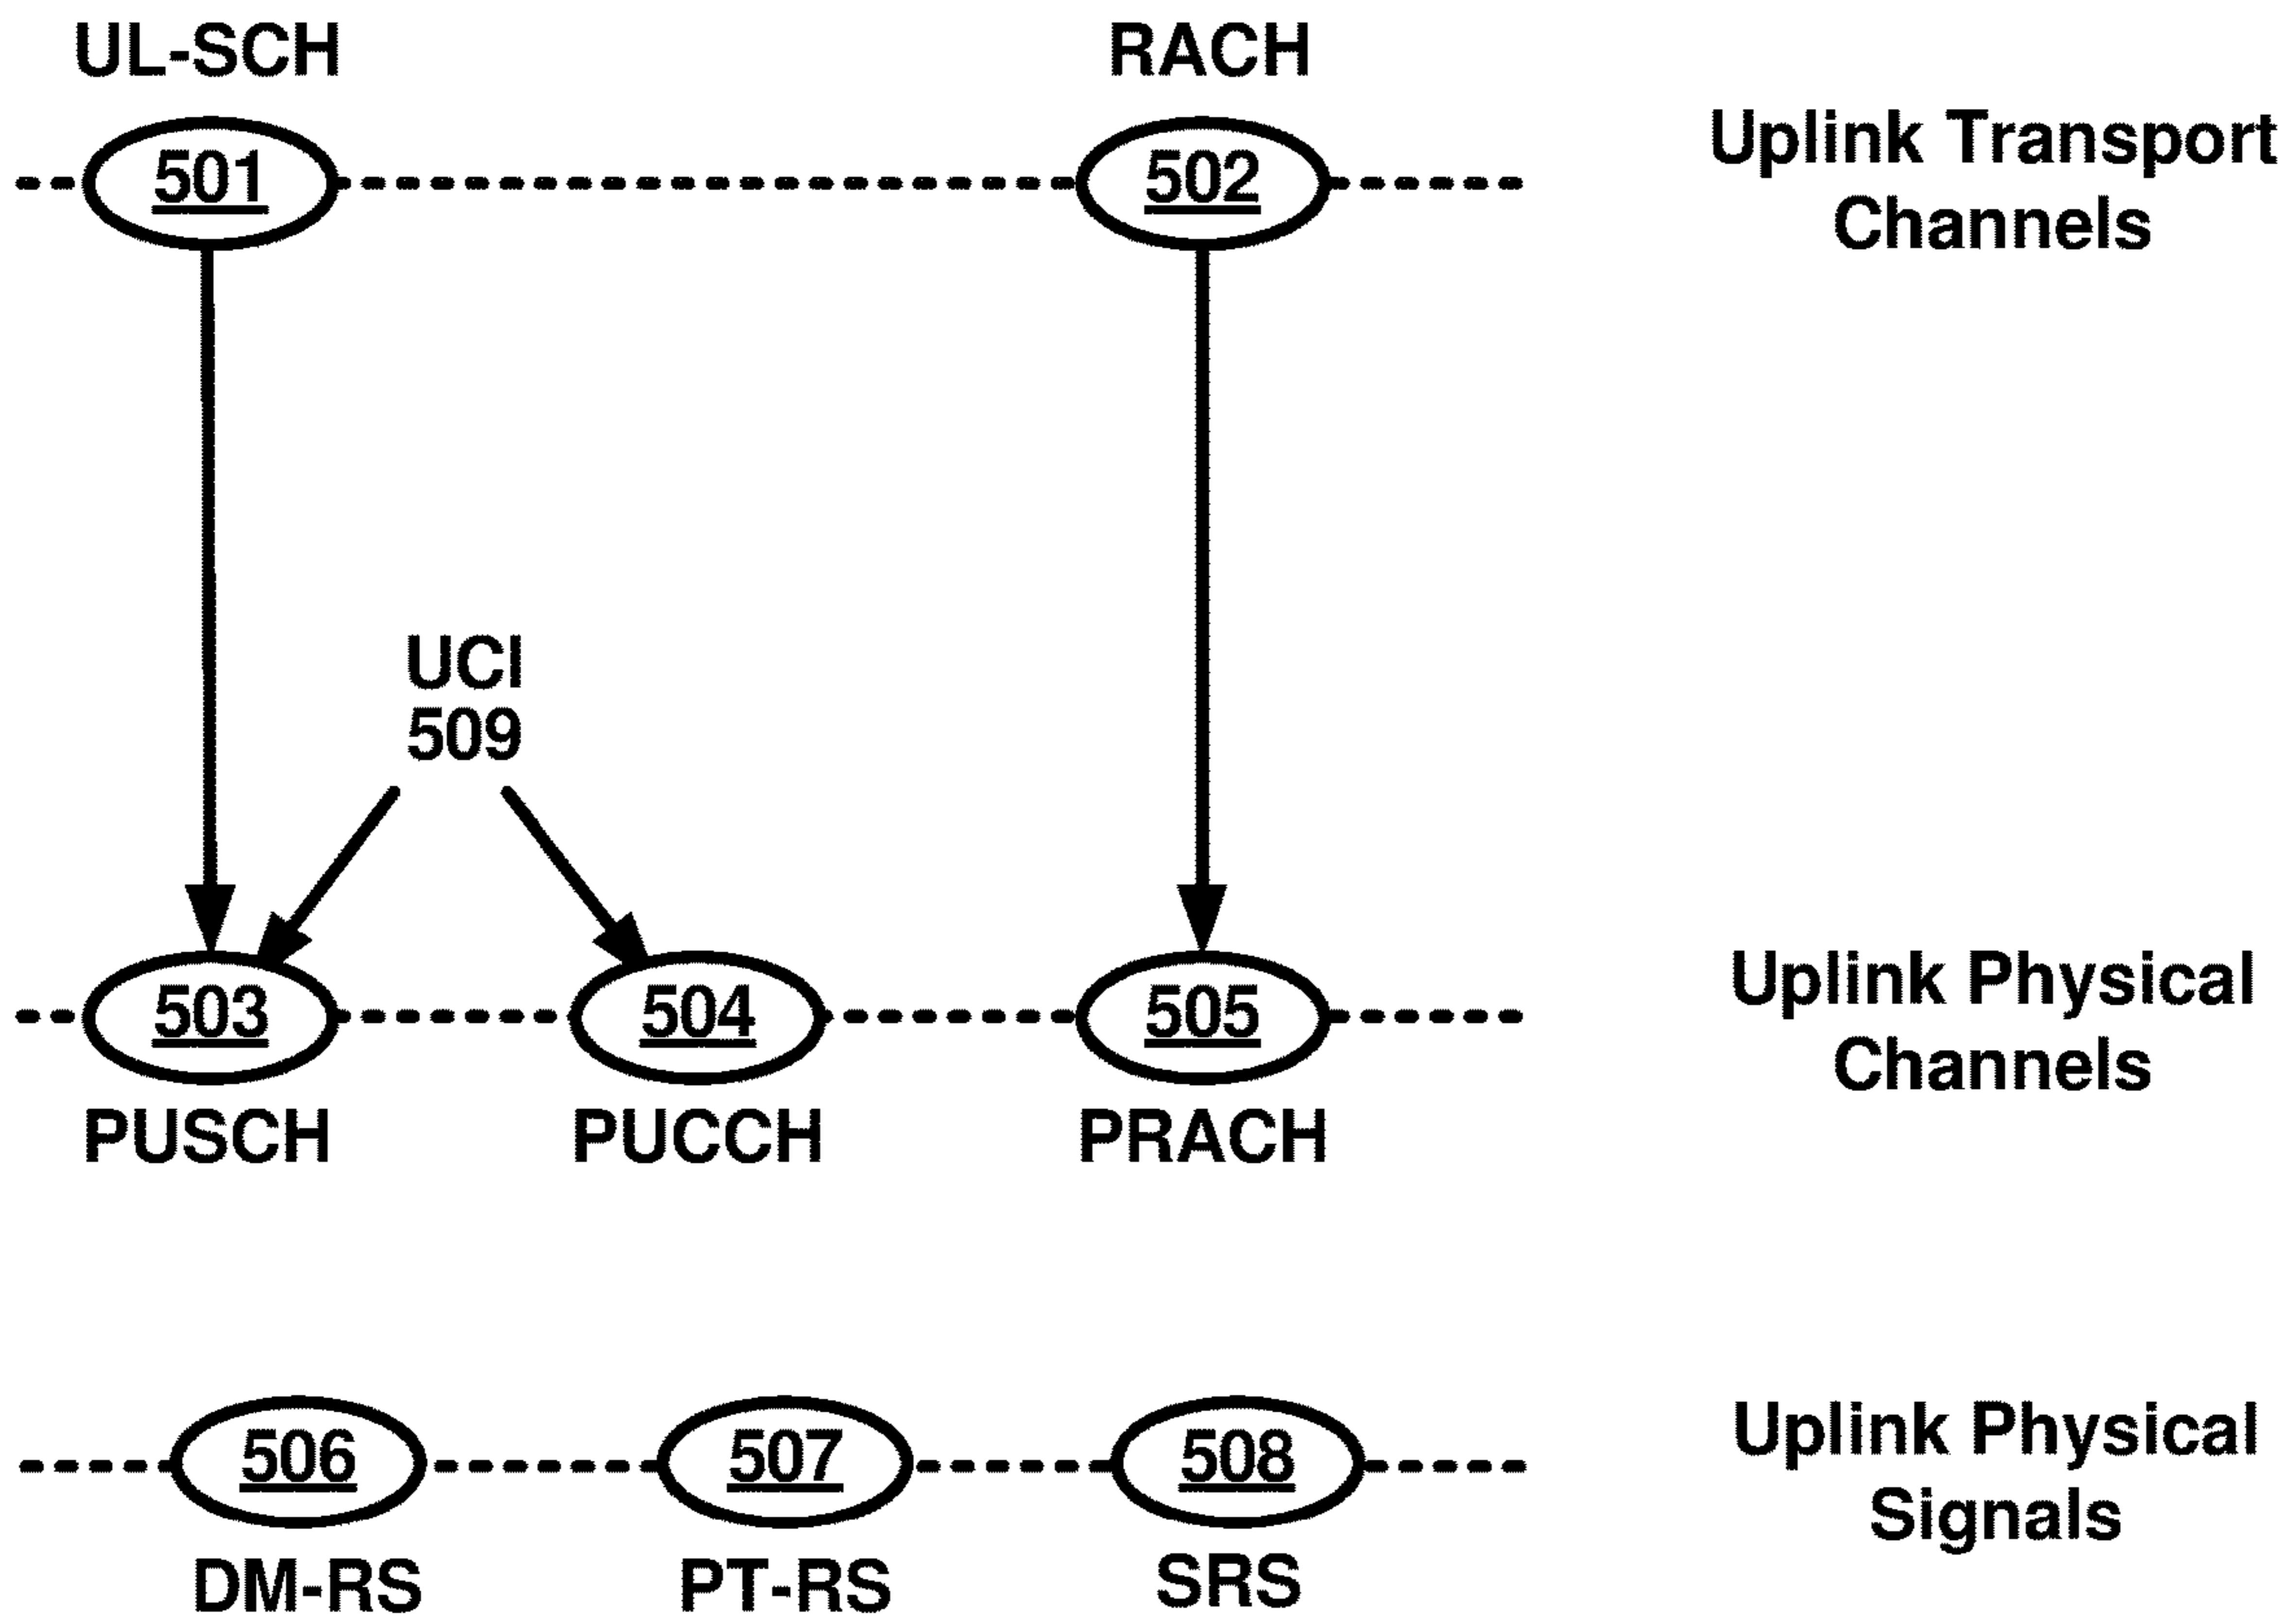 UL-SCH
RACH
501
502
Uplink Transport
Channels
UCI
509
503
504
505
Uplink Physical
Channels
PUSCH
PUCCH
PRACH
506
507
508
Uplink Physical
Signals
DM-RS
PT-RS
SRS